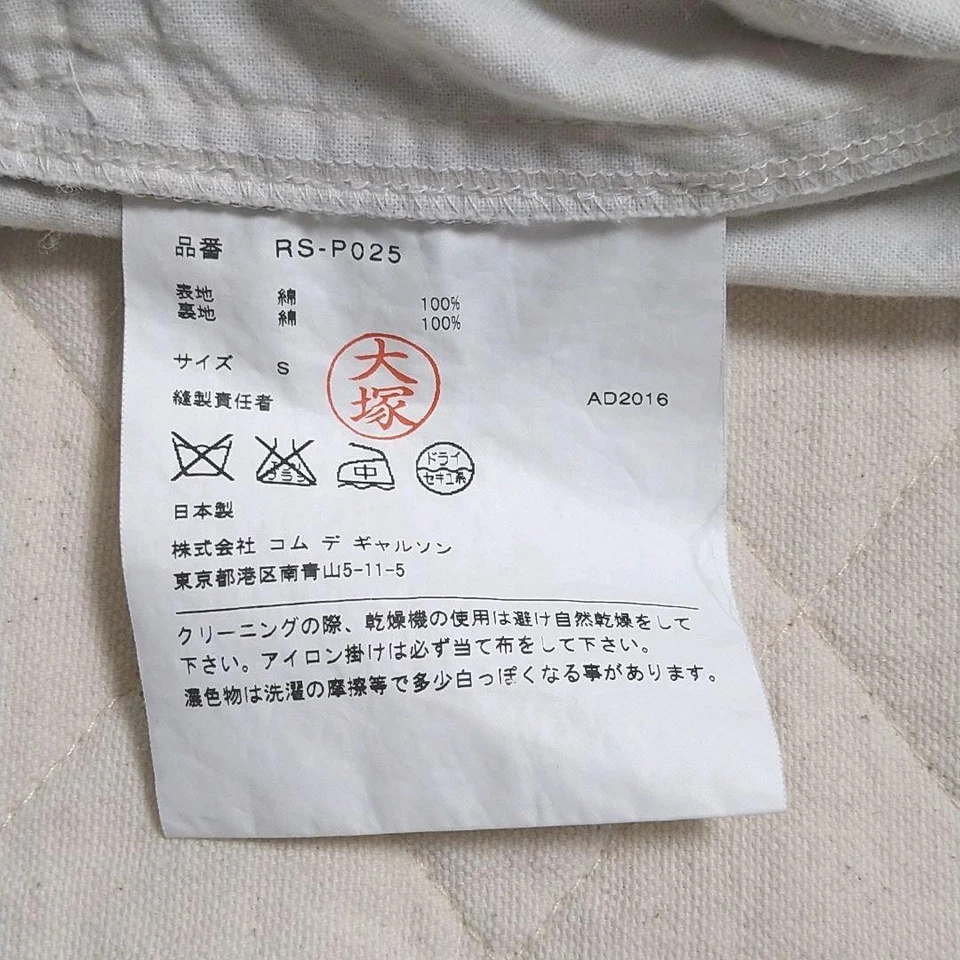 品番 RS-P025
表地 綿 100%
裏地 綿 100%
サイズ S
大塚
縫製責任者 AD2016
中 ドライ
セキユ系
日本製
株式会社 コム デ ギャルソン
東京都港区南青山5-11-5
クリーニングの際、乾燥機の使用は避け自然乾燥をして
下さい。アイロン掛けは必ず当て布をして下さい。
濃色物は洗濯の摩擦等で多少白っぽくなる事があります。